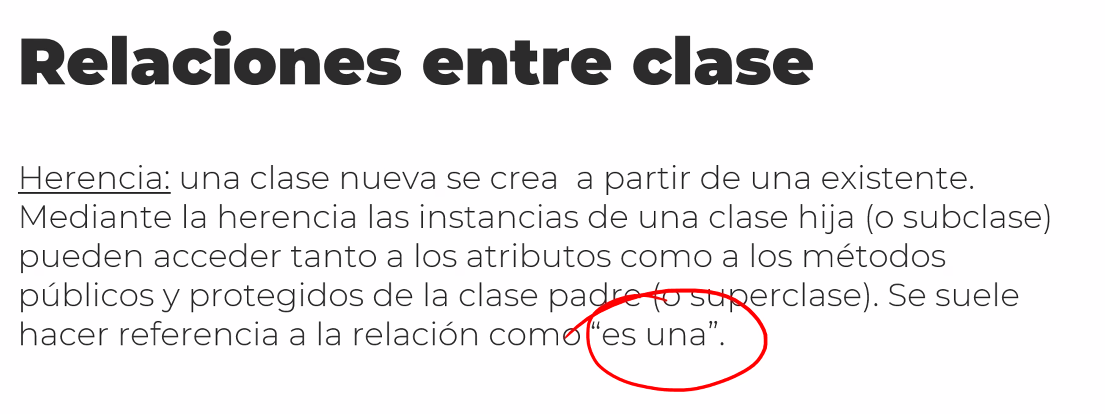 Relaciones entre clase
Herencia: una clase nueva se crea  a partir de una existente.
Mediante la herencia las instancias de una clase hija (o subclase)
pueden acceder tanto a los atributos como a los métodos
públicos y protegidos de la clase padre (o superclase). Se suele
hacer referencia a la relación como “es una”.